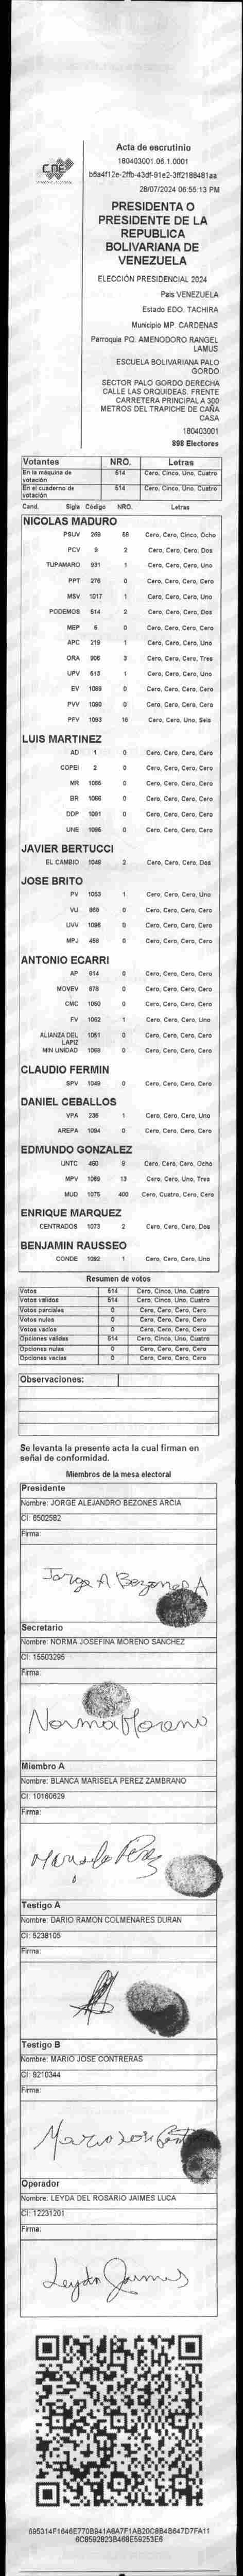 CNE
Acta de escrutinio
180403001.06.1.0001
b6a4f12e-2ffb-43df-91e2-3ff2188481aa
28/07/2024 06:55:13 PM
PRESIDENTA O
PRESIDENTE DE LA
REPUBLICA
BOLIVARIANA DE
VENEZUELA
ELECCIÓN PRESIDENCIAL 2024
País VENEZUELA
Estado EDO. TACHIRA
Municipio MP. CARDENAS
Parroquia PQ. AMENODORO RANGEL
LAMUS
ESCUELA BOLIVARIANA PALO
GORDO
SECTOR PALO GORDO DERECHA
CALLE LAS ORQUIDEAS. FRENTE
CARRETERA PRINCIPAL A 300
METROS DEL TRAPICHE DE CAÑA
CASA
180403001
898 Electores
Votantes NRO. Letras
En la máquina de votación 514 Cero, Cinco, Uno, Cuatro
En el cuaderno de votación 514 Cero, Cinco, Uno, Cuatro
Cand. Sigla Código NRO. Letras
NICOLAS MADURO
PSUV 269 58 Cero, Cero, Cinco, Ocho
PCV 9 2 Cero, Cero, Cero, Dos
TUPAMARO 931 1 Cero, Cero, Cero, Uno
PPT 276 0 Cero, Cero, Cero, Cero
MSV 1017 1 Cero, Cero, Cero, Uno
PODEMOS 514 2 Cero, Cero, Cero, Dos
MEP 6 0 Cero, Cero, Cero, Cero
APC 219 1 Cero, Cero, Cero, Uno
ORA 906 3 Cero, Cero, Cero, Tres
UPV 613 1 Cero, Cero, Cero, Uno
EV 1089 0 Cero, Cero, Cero, Cero
PVV 1090 0 Cero, Cero, Cero, Cero
PFV 1093 16 Cero, Cero, Uno, Seis
LUIS MARTINEZ
AD 1 0 Cero, Cero, Cero, Cero
COPEI 2 0 Cero, Cero, Cero, Cero
MR 1065 0 Cero, Cero, Cero, Cero
BR 1066 0 Cero, Cero, Cero, Cero
DDP 1091 0 Cero, Cero, Cero, Cero
UNE 1095 0 Cero, Cero, Cero, Cero
JAVIER BERTUCCI
EL CAMBIO 1048 2 Cero, Cero, Cero, Dos
JOSE BRITO
PV 1053 1 Cero, Cero, Cero, Uno
VU 968 0 Cero, Cero, Cero, Cero
UVV 1096 0 Cero, Cero, Cero, Cero
MPJ 458 0 Cero, Cero, Cero, Cero
ANTONIO ECARRI
AP 914 0 Cero, Cero, Cero, Cero
MOVEV 978 0 Cero, Cero, Cero, Cero
CMC 1050 0 Cero, Cero, Cero, Cero
FV 1062 1 Cero, Cero, Cero, Uno
ALIANZA DEL LAPIZ 1051 0 Cero, Cero, Cero, Cero
MIN UNIDAD 1068 0 Cero, Cero, Cero, Cero
CLAUDIO FERMIN
SPV 1049 0 Cero, Cero, Cero, Cero
DANIEL CEBALLOS
VPA 236 1 Cero, Cero, Cero, Uno
AREPA 1094 0 Cero, Cero, Cero, Cero
EDMUNDO GONZALEZ
UNTC 460 8 Cero, Cero, Cero, Ocho
MPV 1069 13 Cero, Cero, Uno, Tres
MUD 1075 400 Cero, Cuatro, Cero, Cero
ENRIQUE MARQUEZ
CENTRADOS 1073 2 Cero, Cero, Cero, Dos
BENJAMIN RAUSSEO
CONDE 1092 1 Cero, Cero, Cero, Uno
Resumen de votos
Votos 514 Cero, Cinco, Uno, Cuatro
Votos validos 514 Cero, Cinco, Uno, Cuatro
Votos parciales 0 Cero, Cero, Cero, Cero
Votos nulos 0 Cero, Cero, Cero, Cero
Votos vacios 0 Cero, Cero, Cero, Cero
Opciones validas 514 Cero, Cinco, Uno, Cuatro
Opciones nulas 0 Cero, Cero, Cero, Cero
Opciones vacias 0 Cero, Cero, Cero, Cero
Observaciones:
Se levanta la presente acta la cual firman en
señal de conformidad.
Miembros de la mesa electoral
Presidente
Nombre: JORGE ALEJANDRO BEZONES ARCIA
CI: 6502582
Firma:
Jorge A. Bezones A
Secretario
Nombre: NORMA JOSEFINA MORENO SANCHEZ
CI: 15503295
Firma:
Norma Moreno
Miembro A
Nombre: BLANCA MARISELA PEREZ ZAMBRANO
CI: 10160629
Firma:
Marisela Perez
Testigo A
Nombre: DARIO RAMON COLMENARES DURAN
CI: 5238105
Firma:
Testigo B
Nombre: MARIO JOSE CONTRERAS
CI: 9210344
Firma:
Mario Jose
Operador
Nombre: LEYDA DEL ROSARIO JAIMES LUCA
CI: 12231201
Firma:
Leyda Jaimes
695314F1646E770B941A8A7F1AB20C8B4B647D7FA11
6C8592823B468E59253E6